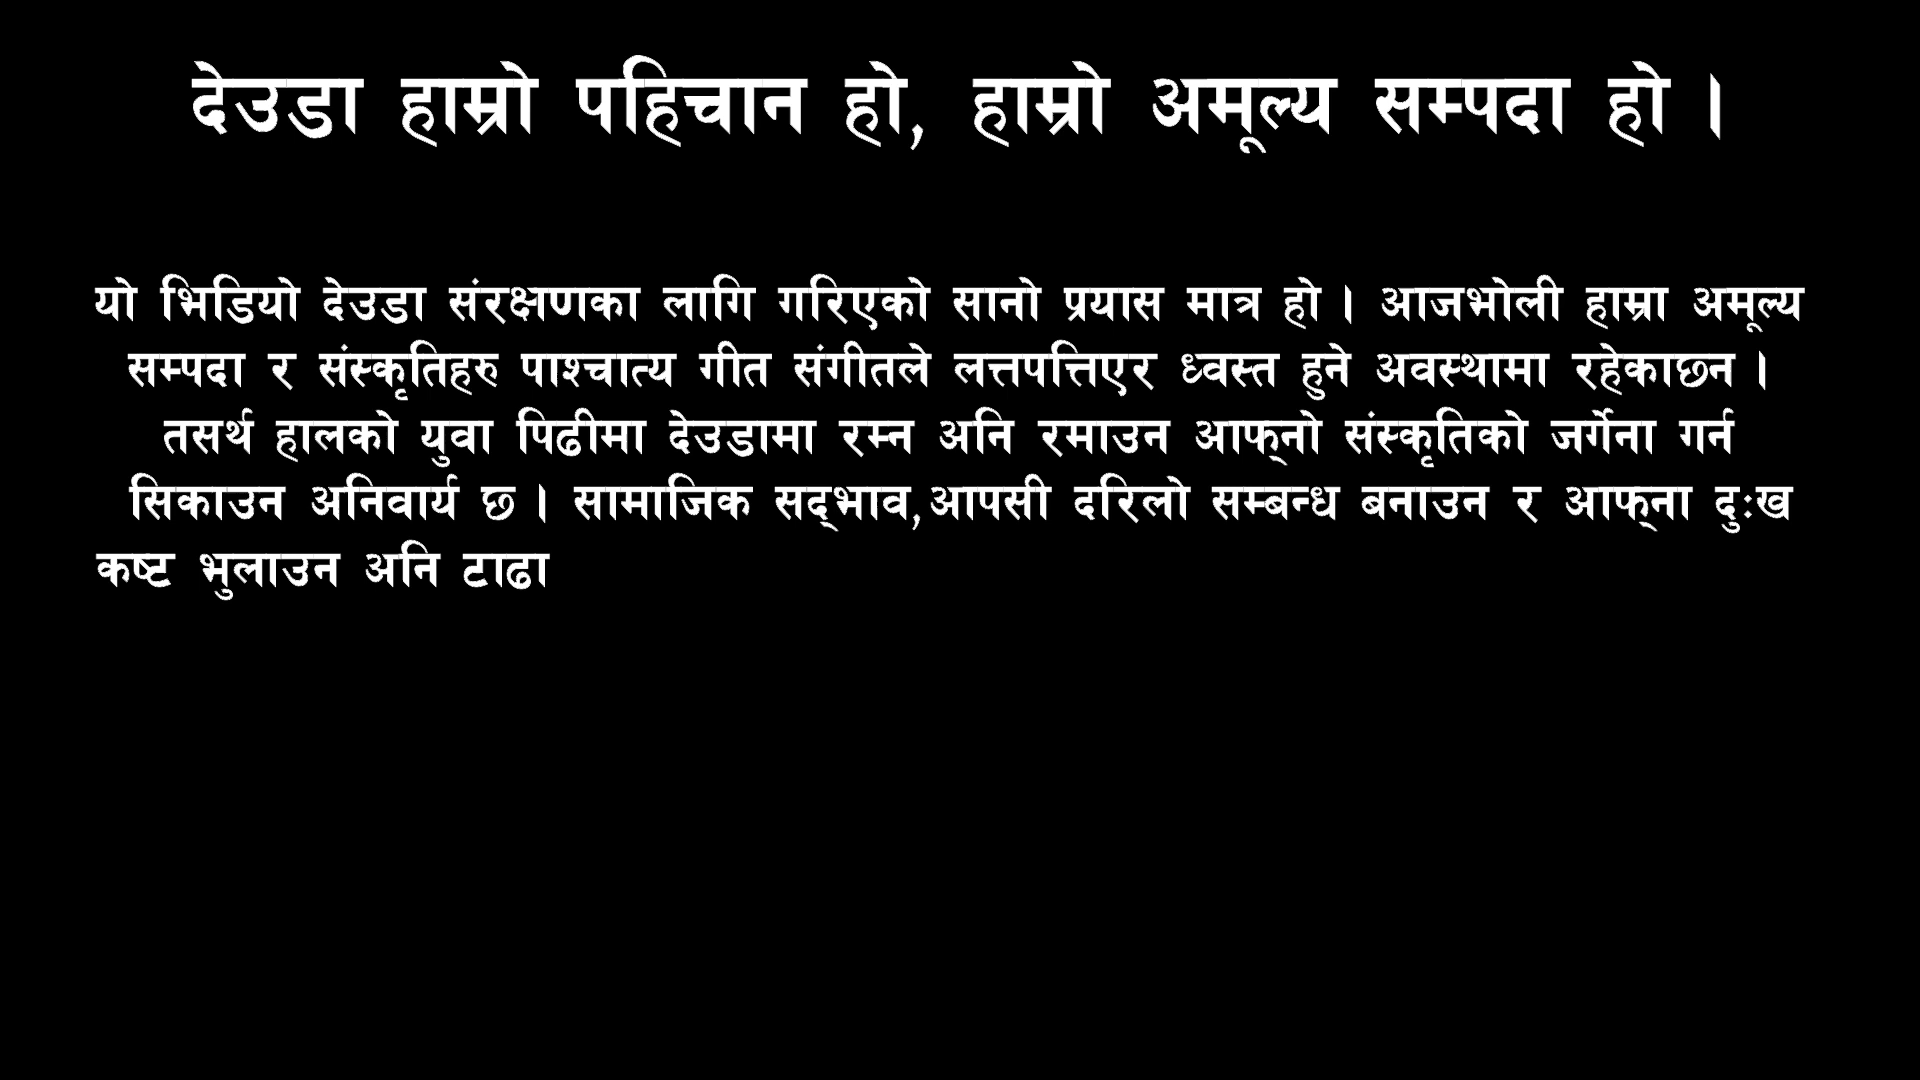 देउडा हाम्रो पहिचान हो, हाम्रो अमूल्य सम्पदा हो ।
यो भिडियो देउडा संरक्षणका लागि गरिएको सानो प्रयास मात्र हो । आजभोली हाम्रा अमूल्य
सम्पदा र संस्कृतिहरु पाश्चात्य गीत संगीतले लत्तपत्तिएर ध्वस्त हुने अवस्थामा रहेकाछ्न ।
तसर्थ हालको युवा पिढीमा देउडामा रम्न अनि रमाउन आफ्‌नो संस्कृतिको जर्गेना गर्न
सिकाउन अनिवार्य छ । सामाजिक सद्‌भाव,आपसी दरिलो सम्बन्ध बनाउन र आफ्‌ना दुःख
कष्ट भुलाउन अनि टाढा